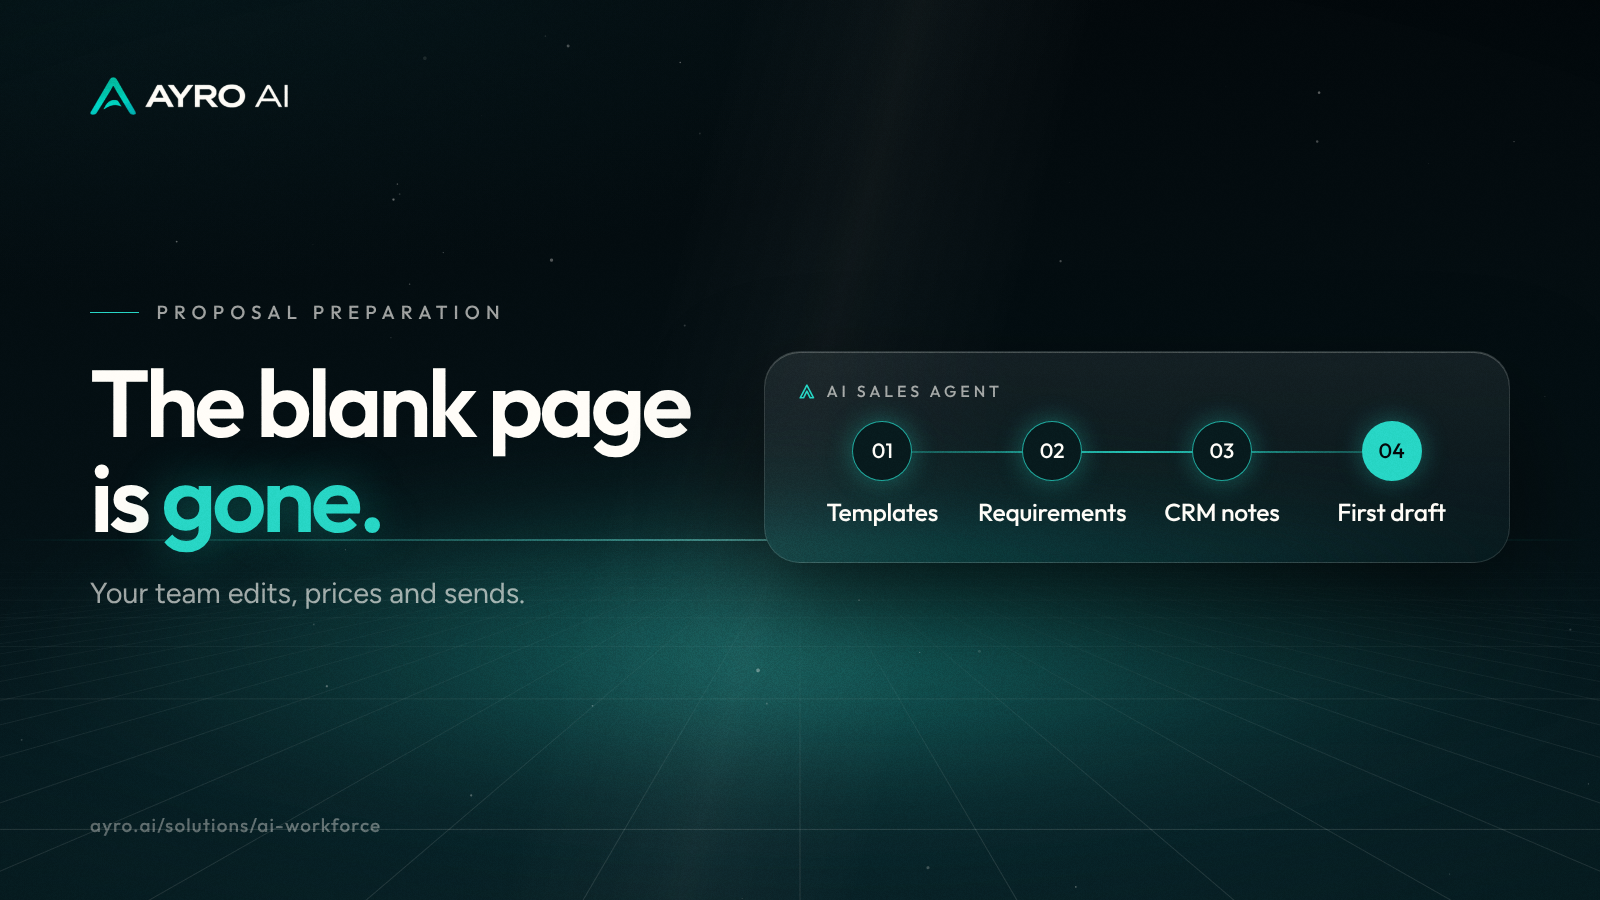 AYRO AI
PROPOSAL PREPARATION
The blank page
is gone.
Your team edits, prices and sends.
AI SALES AGENT
01 02 03 04
Templates Requirements CRM notes First draft
ayro.ai/solutions/ai-workforce